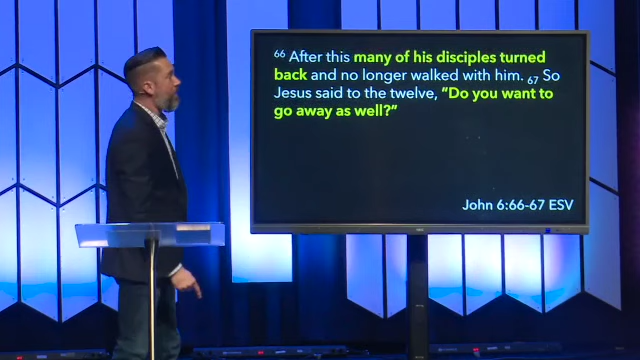 66 After this many of his disciples turned
back and no longer walked with him. 67 So
Jesus said to the twelve, “Do you want to
go away as well?”
John 6:66-67 ESV